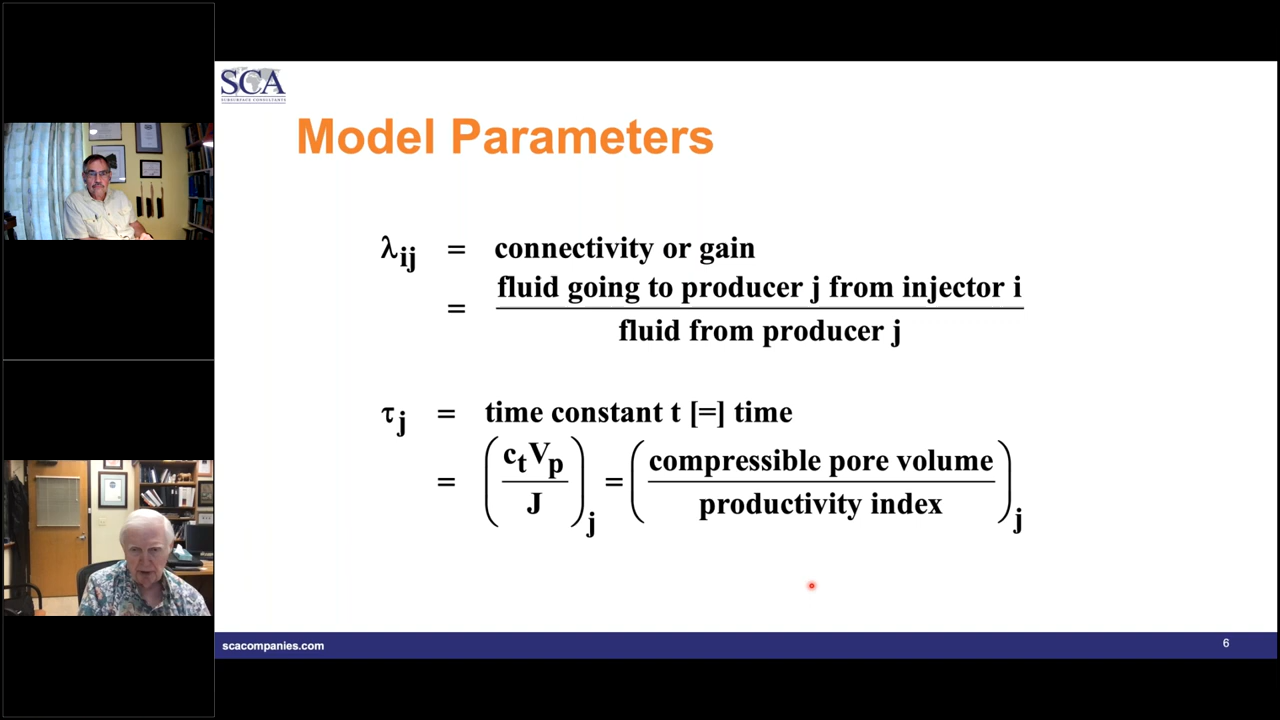 SCA
SUBSURFACE CONSULTANTS
Model Parameters
λij = connectivity or gain
= fluid going to producer j from injector i
fluid from producer j
τj = time constant t [=] time
= (ctVp / J)j = (compressible pore volume / productivity index)j
scacompanies.com
6